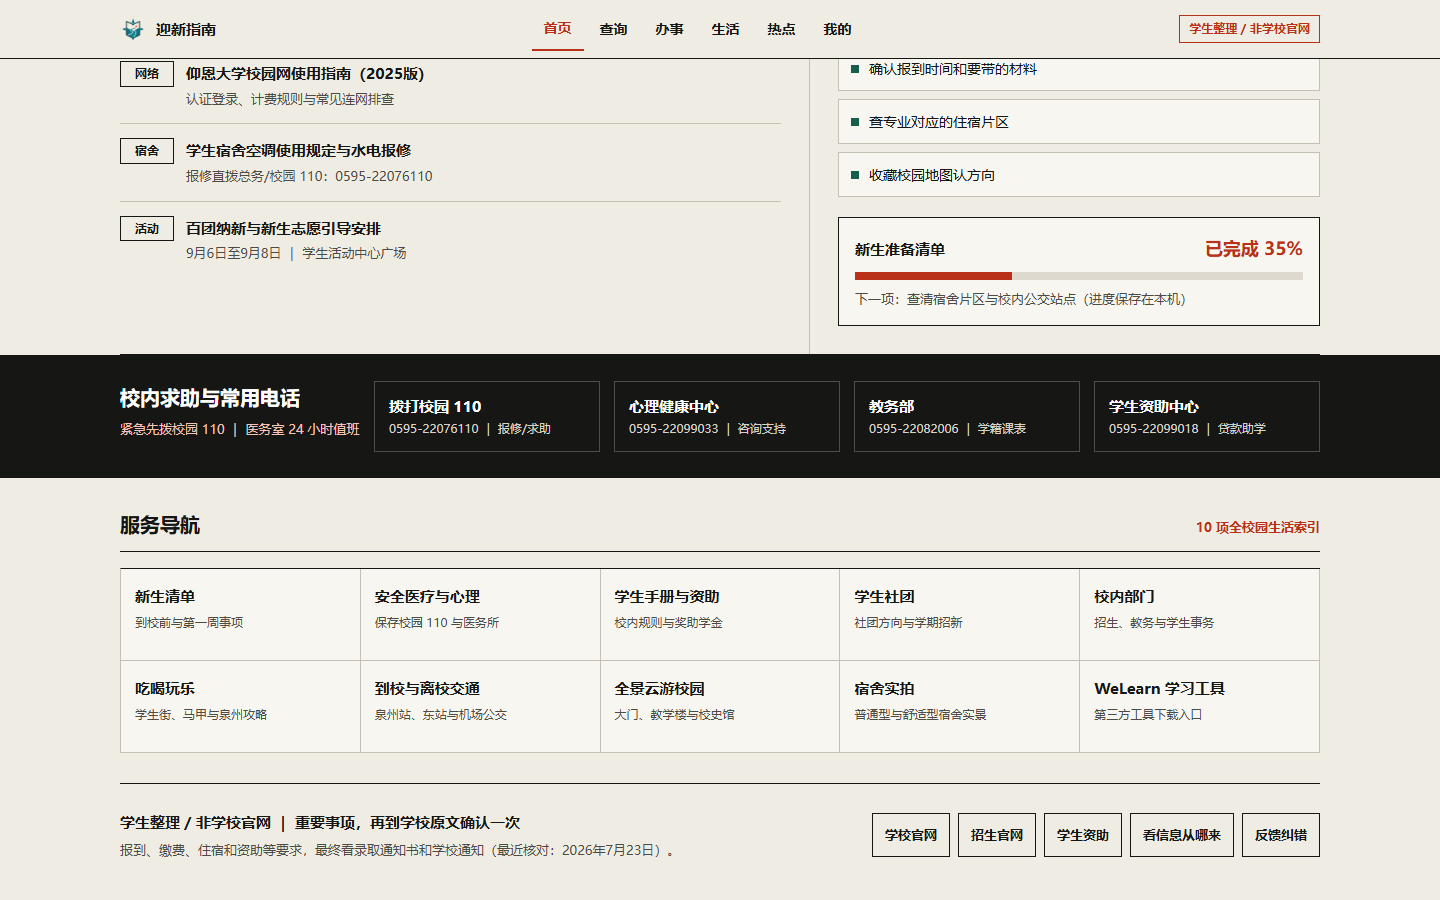 迎新指南
首页 查询 办事 生活 热点 我的
学生整理 / 非学校官网
网络 仰恩大学校园网使用指南（2025版）
认证登录、计费规则与常见连网排查
宿舍 学生宿舍空调使用规定与水电报修
报修直拨总务/校园 110：0595-22076110
活动 百团纳新与新生志愿引导安排
9月6日至9月8日 ｜ 学生活动中心广场
确认报到时间和要带的材料
查专业对应的住宿片区
收藏校园地图认方向
新生准备清单 已完成 35%
下一项：查清宿舍片区与校内公交站点（进度保存在本机）
校内求助与常用电话
紧急先拨校园 110 ｜ 医务室 24 小时值班
拨打校园 110
0595-22076110 ｜ 报修/求助
心理健康中心
0595-22099033 ｜ 咨询支持
教务部
0595-22082006 ｜ 学籍课表
学生资助中心
0595-22099018 ｜ 贷款助学
服务导航
10 项全校园生活索引
新生清单
到校前与第一周事项
安全医疗与心理
保存校园 110 与医务所
学生手册与资助
校内规则与奖助学金
学生社团
社团方向与学期招新
校内部门
招生、教务与学生事务
吃喝玩乐
学生街、马甲与泉州攻略
到校与离校交通
泉州站、东站与机场公交
全景云游校园
大门、教学楼与校史馆
宿舍实拍
普通型与舒适型宿舍实景
WeLearn 学习工具
第三方工具下载入口
学生整理 / 非学校官网 ｜ 重要事项，再到学校原文确认一次
报到、缴费、住宿和资助等要求，最终看录取通知书和学校通知（最近核对：2026年7月23日）。
学校官网 招生官网 学生资助 看信息从哪来 反馈纠错